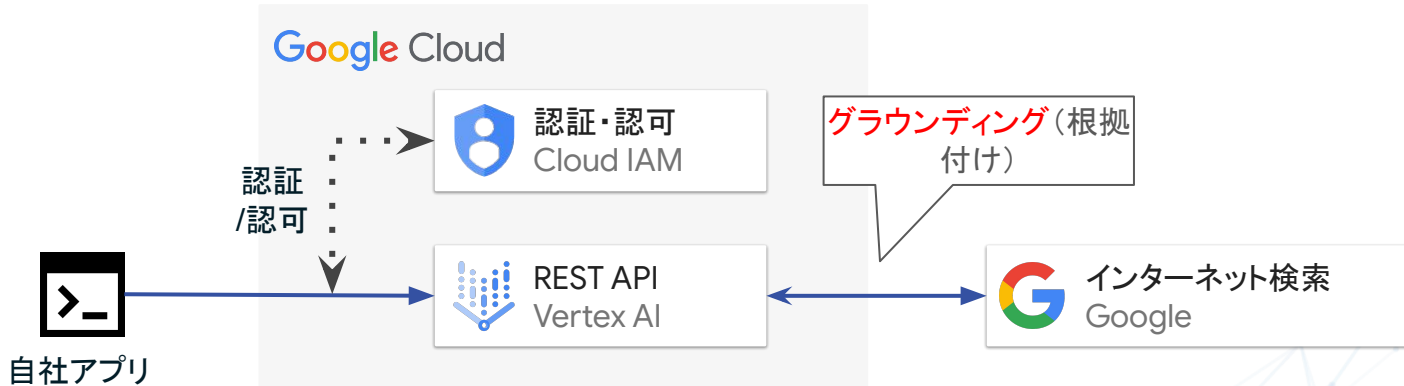 Google Cloud
認証・認可
Cloud IAM
グラウンディング（根拠
付け）
認証
/認可
REST API
Vertex AI
インターネット検索
Google
>_
自社アプリ